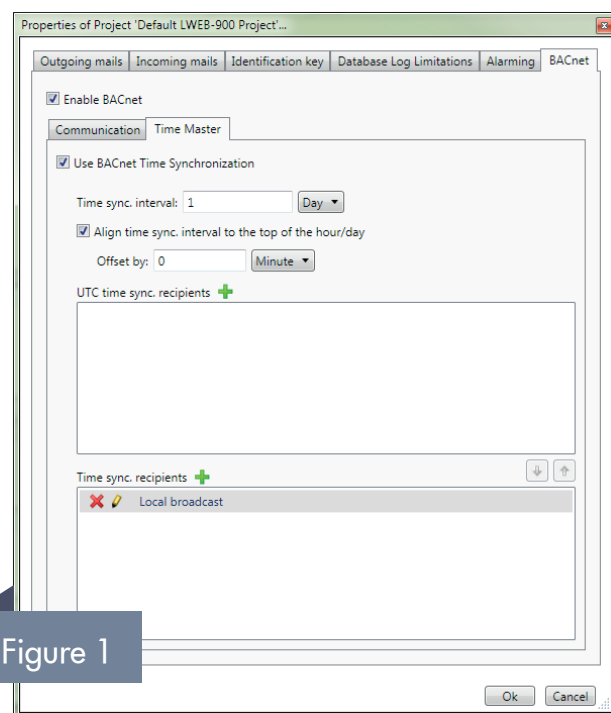 Properties of Project 'Default LWEB-900 Project'...
Outgoing mails Incoming mails Identification key Database Log Limitations Alarming BACnet
Enable BACnet
Communication Time Master
Use BACnet Time Synchronization
Time sync. interval: 1 Day
Align time sync. interval to the top of the hour/day
Offset by: 0 Minute
UTC time sync. recipients
Time sync. recipients
Local broadcast
Figure 1
Ok Cancel